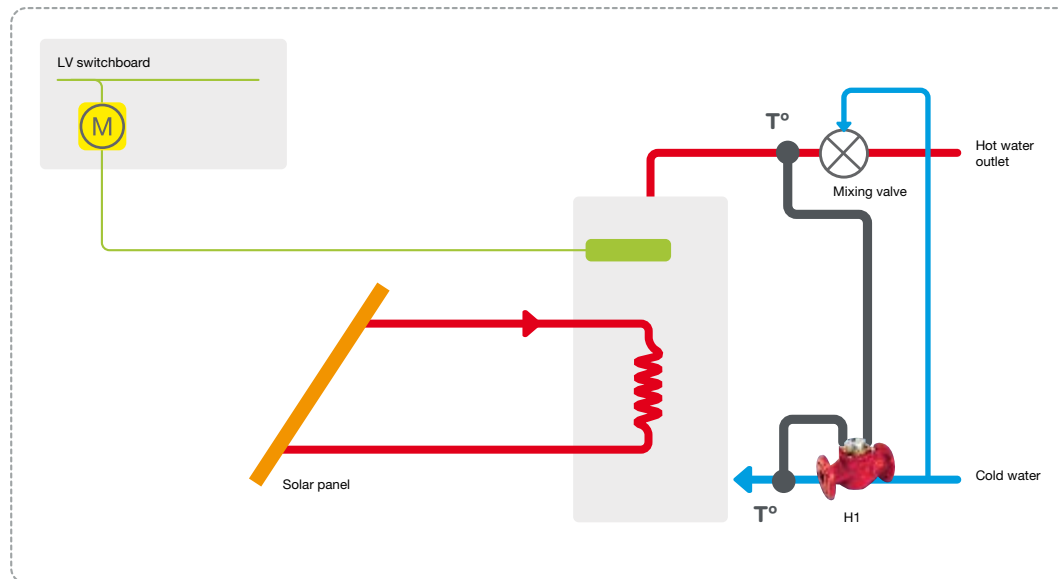 LV switchboard
M
T°
Hot water
outlet
Mixing valve
Solar panel
T°
Cold water
H1